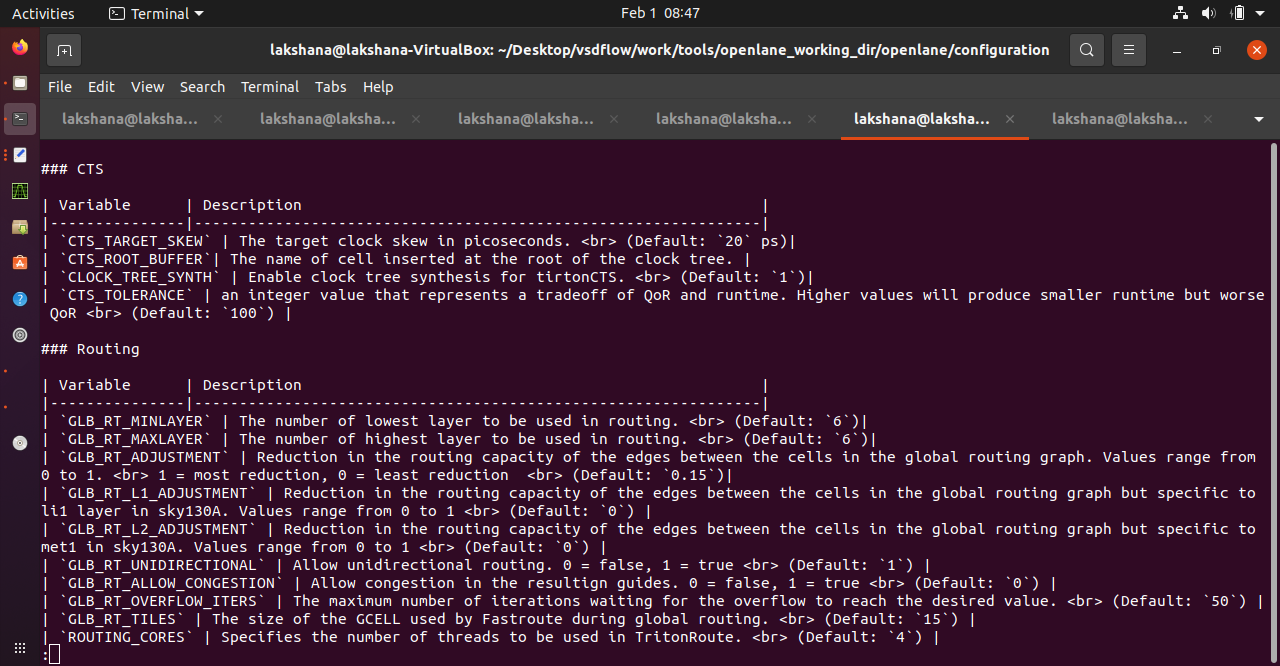 Activities Terminal Feb 1 08:47
lakshana@lakshana-VirtualBox: ~/Desktop/vsdflow/work/tools/openlane_working_dir/openlane/configuration
File Edit View Search Terminal Tabs Help
lakshana@laksha... × lakshana@laksha... × lakshana@laksha... × lakshana@laksha... × lakshana@laksha... × lakshana@laksha... ×
### CTS
| Variable      | Description                                                   |
|---------------|---------------------------------------------------------------|
| `CTS_TARGET_SKEW` | The target clock skew in picoseconds. <br> (Default: `20` ps)|
| `CTS_ROOT_BUFFER`| The name of cell inserted at the root of the clock tree. |
| `CLOCK_TREE_SYNTH` | Enable clock tree synthesis for tirtonCTS. <br> (Default: `1`)|
| `CTS_TOLERANCE` | an integer value that represents a tradeoff of QoR and runtime. Higher values will produce smaller runtime but worse
 QoR <br> (Default: `100`) |
### Routing
| Variable      | Description                                                   |
|---------------|---------------------------------------------------------------|
| `GLB_RT_MINLAYER` | The number of lowest layer to be used in routing. <br> (Default: `6`)|
| `GLB_RT_MAXLAYER` | The number of highest layer to be used in routing. <br> (Default: `6`)|
| `GLB_RT_ADJUSTMENT` | Reduction in the routing capacity of the edges between the cells in the global routing graph. Values range from
0 to 1. <br> 1 = most reduction, 0 = least reduction  <br> (Default: `0.15`)|
| `GLB_RT_L1_ADJUSTMENT` | Reduction in the routing capacity of the edges between the cells in the global routing graph but specific to
li1 layer in sky130A. Values range from 0 to 1 <br> (Default: `0`) |
| `GLB_RT_L2_ADJUSTMENT` | Reduction in the routing capacity of the edges between the cells in the global routing graph but specific to
met1 in sky130A. Values range from 0 to 1 <br> (Default: `0`) |
| `GLB_RT_UNIDIRECTIONAL` | Allow unidirectional routing. 0 = false, 1 = true <br> (Default: `1`) |
| `GLB_RT_ALLOW_CONGESTION` | Allow congestion in the resultign guides. 0 = false, 1 = true <br> (Default: `0`) |
| `GLB_RT_OVERFLOW_ITERS` | The maximum number of iterations waiting for the overflow to reach the desired value. <br> (Default: `50`) |
| `GLB_RT_TILES` | The size of the GCELL used by Fastroute during global routing. <br> (Default: `15`) |
| `ROUTING_CORES` | Specifies the number of threads to be used in TritonRoute. <br> (Default: `4`) |
: